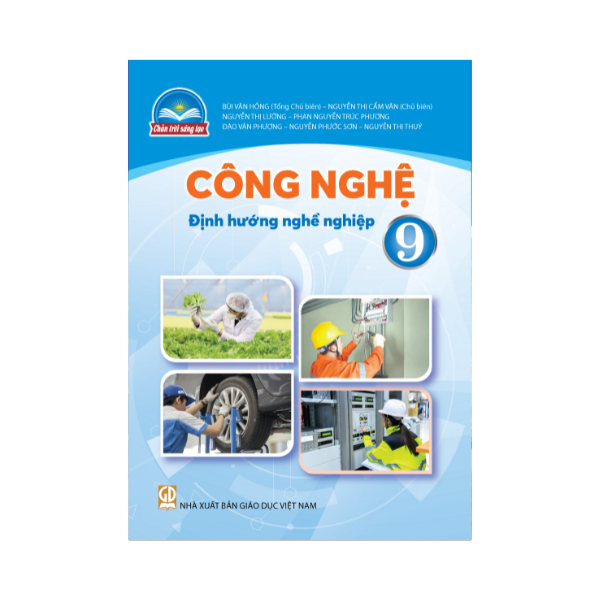 BÙI VĂN HỒNG (Tổng Chủ biên) – NGUYỄN THỊ CẨM VÂN (Chủ biên)
NGUYỄN THỊ LƯỠNG – PHAN NGUYỄN TRÚC PHƯƠNG
ĐÀO VĂN PHƯỢNG – NGUYỄN PHƯỚC SƠN – NGUYỄN THỊ THUÝ
Chân trời sáng tạo
CÔNG NGHỆ
Định hướng nghề nghiệp
9
GD
NHÀ XUẤT BẢN GIÁO DỤC VIỆT NAM